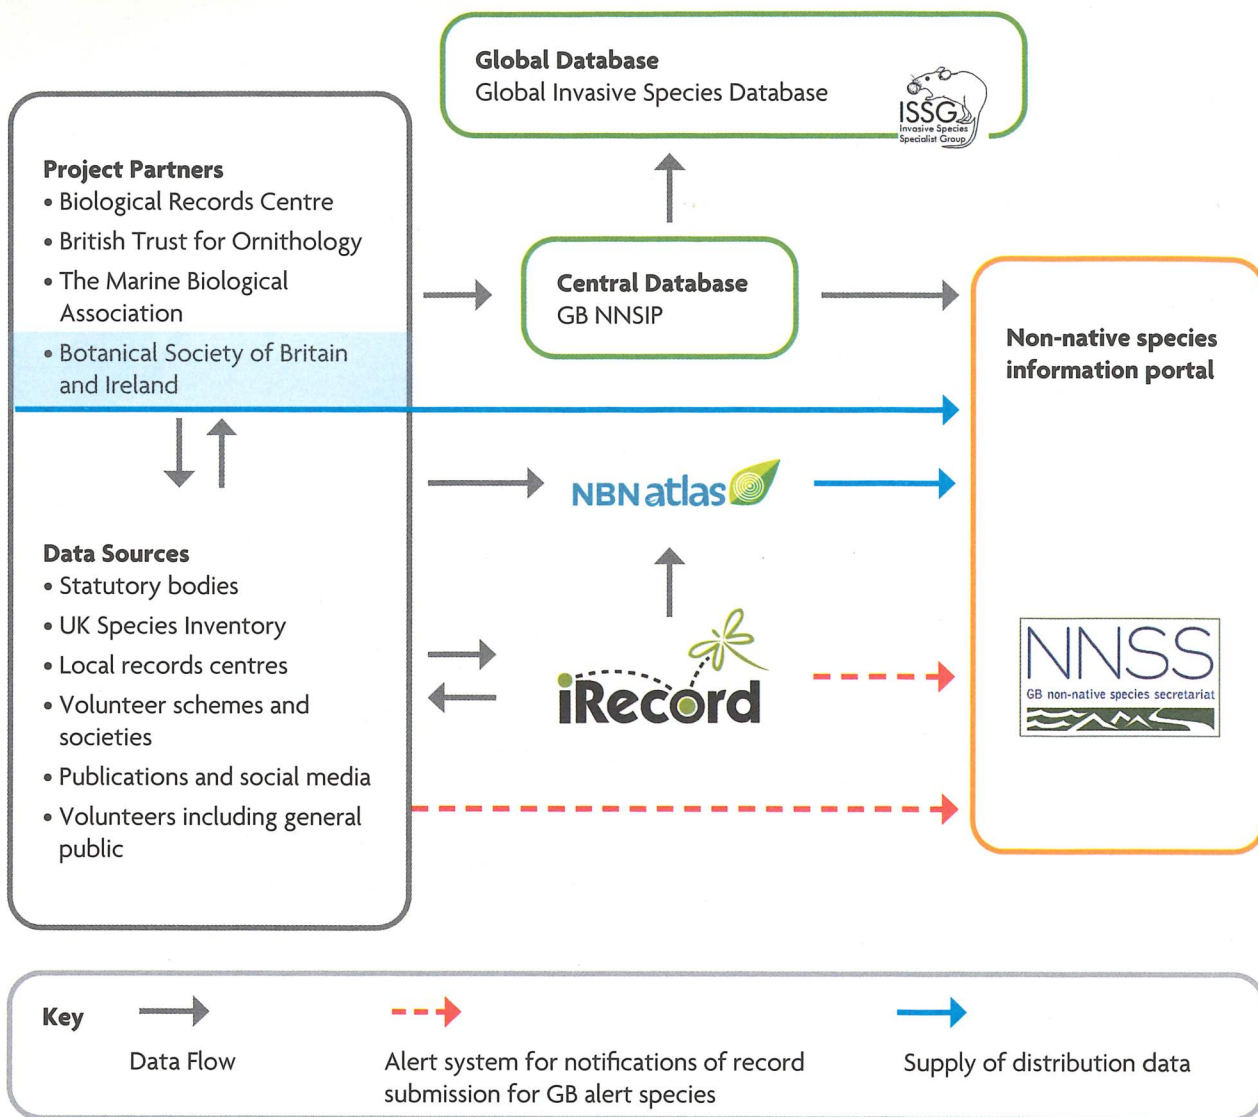 Global Database
Global Invasive Species Database
ISSG
Invasive Species
Specialist Group
Project Partners
• Biological Records Centre
• British Trust for Ornithology
• The Marine Biological
Association
• Botanical Society of Britain
and Ireland
Central Database
GB NNSIP
Non-native species
information portal
NBN atlas
Data Sources
• Statutory bodies
• UK Species Inventory
• Local records centres
• Volunteer schemes and
societies
• Publications and social media
• Volunteers including general
public
iRecord
NNSS
GB non-native species secretariat
Key
Data Flow
Alert system for notifications of record
submission for GB alert species
Supply of distribution data